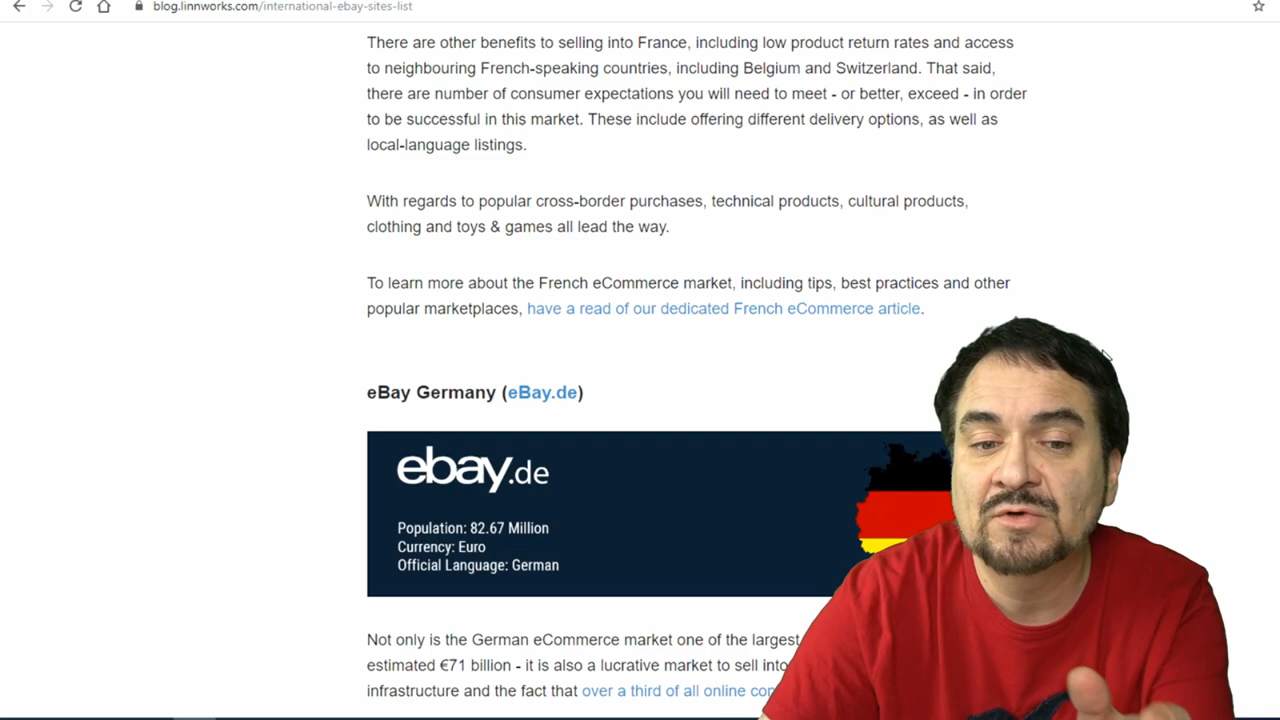 blog.linnworks.com/international-ebay-sites-list
There are other benefits to selling into France, including low product return rates and access
to neighbouring French-speaking countries, including Belgium and Switzerland. That said,
there are number of consumer expectations you will need to meet - or better, exceed - in order
to be successful in this market. These include offering different delivery options, as well as
local-language listings.
With regards to popular cross-border purchases, technical products, cultural products,
clothing and toys & games all lead the way.
To learn more about the French eCommerce market, including tips, best practices and other
popular marketplaces, have a read of our dedicated French eCommerce article.
eBay Germany (eBay.de)
ebay.de
Population: 82.67 Million
Currency: Euro
Official Language: German
Not only is the German eCommerce market one of the largest
estimated €71 billion - it is also a lucrative market to sell into
infrastructure and the fact that over a third of all online